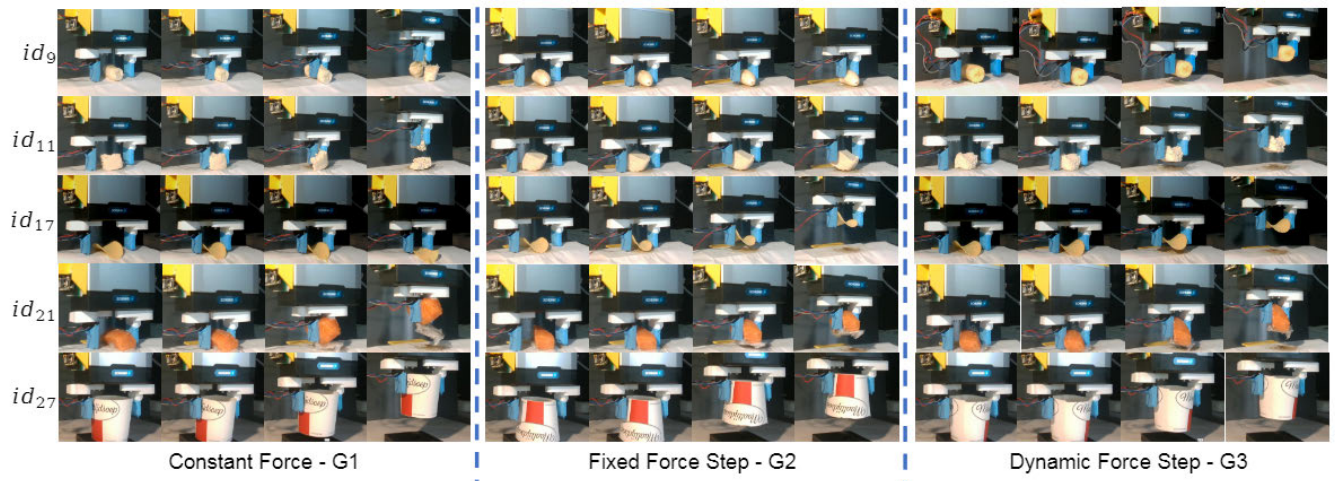 id9
id11
id17
id21
id27
Constant Force - G1
Fixed Force Step - G2
Dynamic Force Step - G3